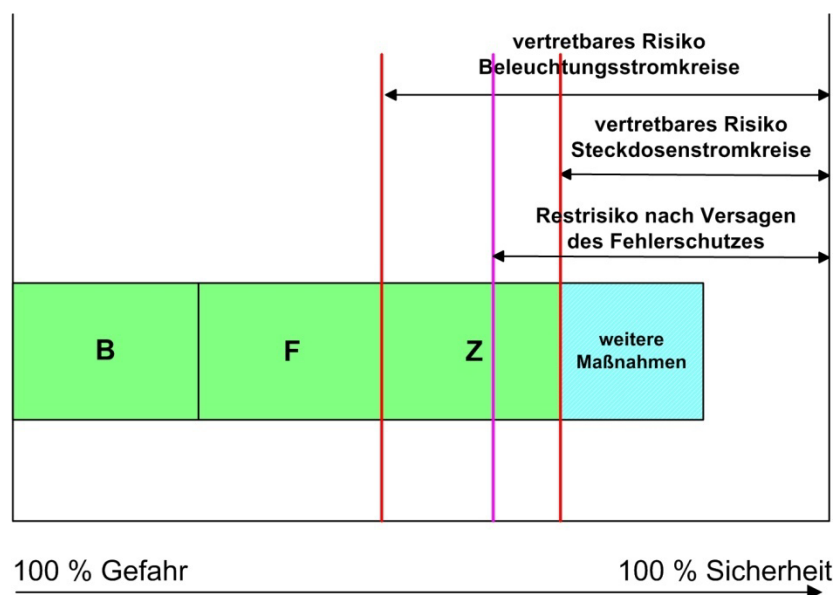 vertretbares Risiko
Beleuchtungsstromkreise
vertretbares Risiko
Steckdosenstromkreise
Restrisiko nach Versagen
des Fehlerschutzes
B
F
Z
weitere
Maßnahmen
100 % Gefahr
100 % Sicherheit